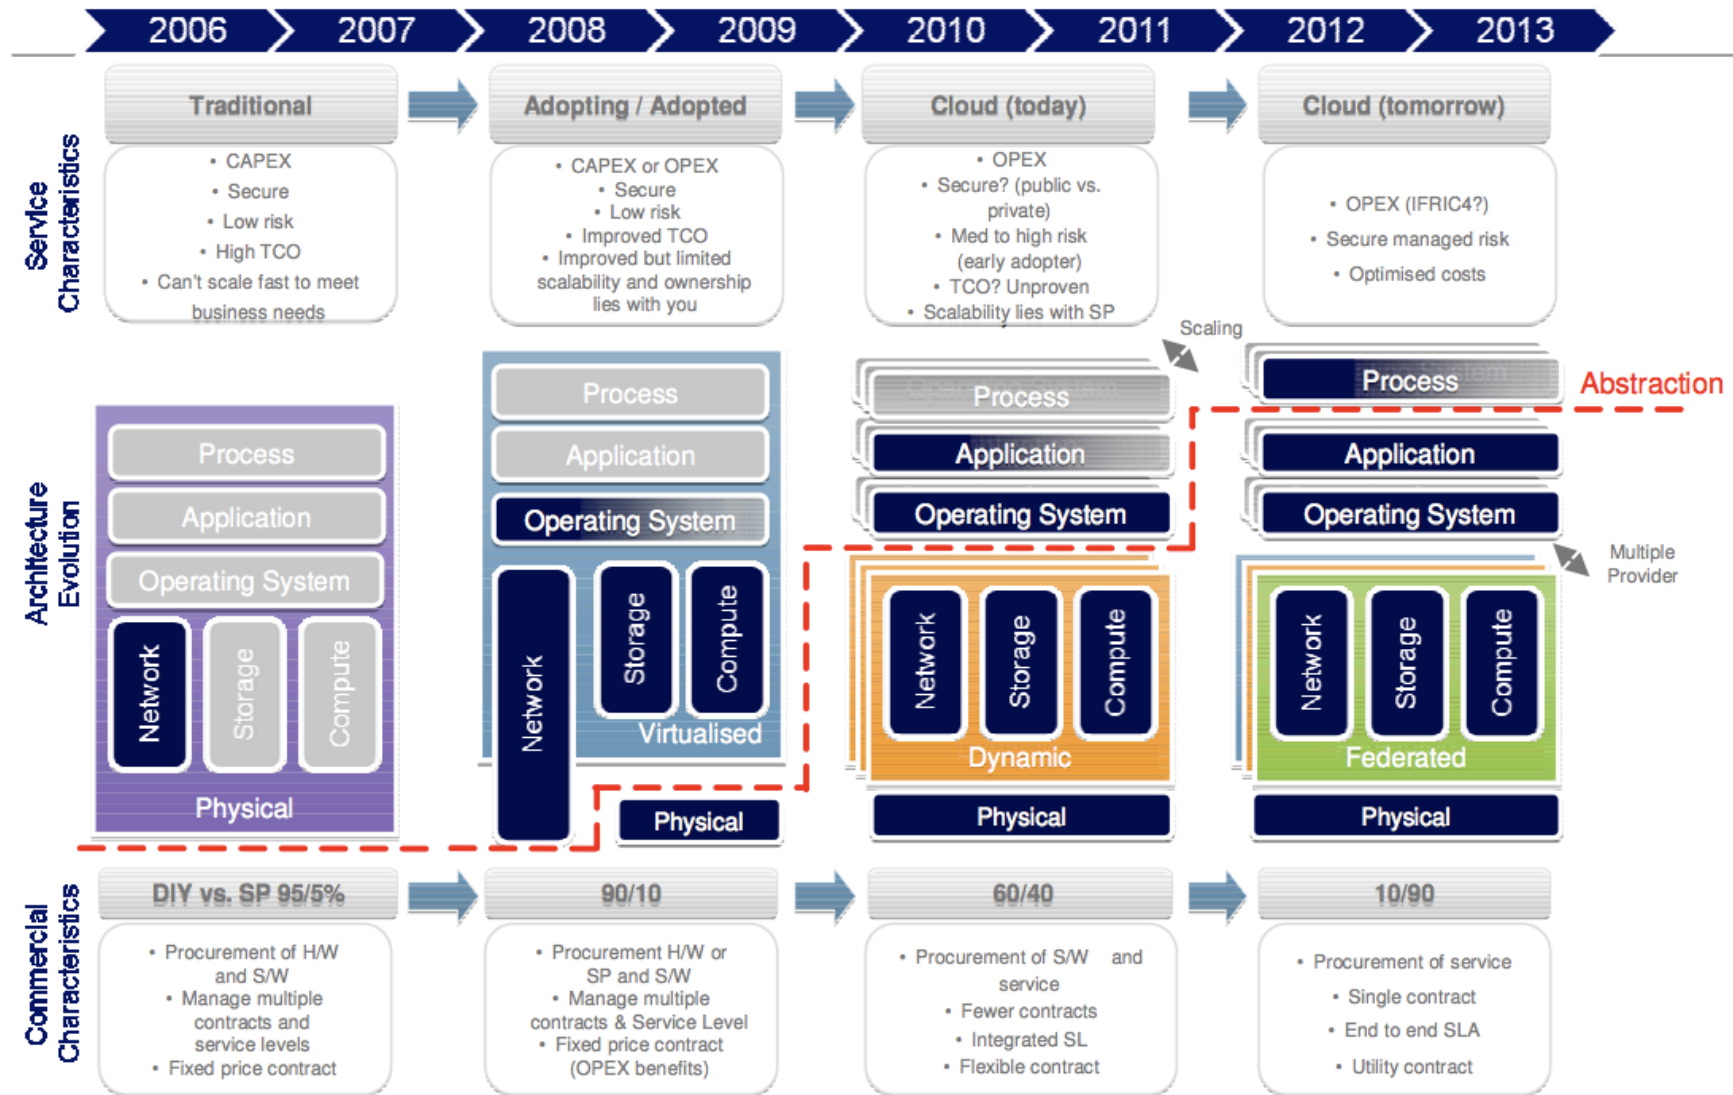 2006 2007 2008 2009 2010 2011 2012 2013
Service
Characteristics
Traditional
• CAPEX
• Secure
• Low risk
• High TCO
• Can't scale fast to meet
business needs
Adopting / Adopted
• CAPEX or OPEX
• Secure
• Low risk
• Improved TCO
• Improved but limited
scalability and ownership
lies with you
Cloud (today)
• OPEX
• Secure? (public vs.
private)
• Med to high risk
(early adopter)
• TCO? Unproven
• Scalability lies with SP
Cloud (tomorrow)
• OPEX (IFRIC4?)
• Secure managed risk
• Optimised costs
Architecture
Evolution
Process
Application
Operating System
Network
Storage
Compute
Physical
Process
Application
Operating System
Network
Storage
Compute
Virtualised
Physical
Scaling
Process
Application
Operating System
Network
Storage
Compute
Dynamic
Physical
Process
Abstraction
Application
Operating System
Multiple
Provider
Network
Storage
Compute
Federated
Physical
Commercial
Characteristics
DIY vs. SP 95/5%
• Procurement of H/W
and S/W
• Manage multiple
contracts and
service levels
• Fixed price contract
90/10
• Procurement H/W or
SP and S/W
• Manage multiple
contracts & Service Level
• Fixed price contract
(OPEX benefits)
60/40
• Procurement of S/W and
service
• Fewer contracts
• Integrated SL
• Flexible contract
10/90
• Procurement of service
• Single contract
• End to end SLA
• Utility contract